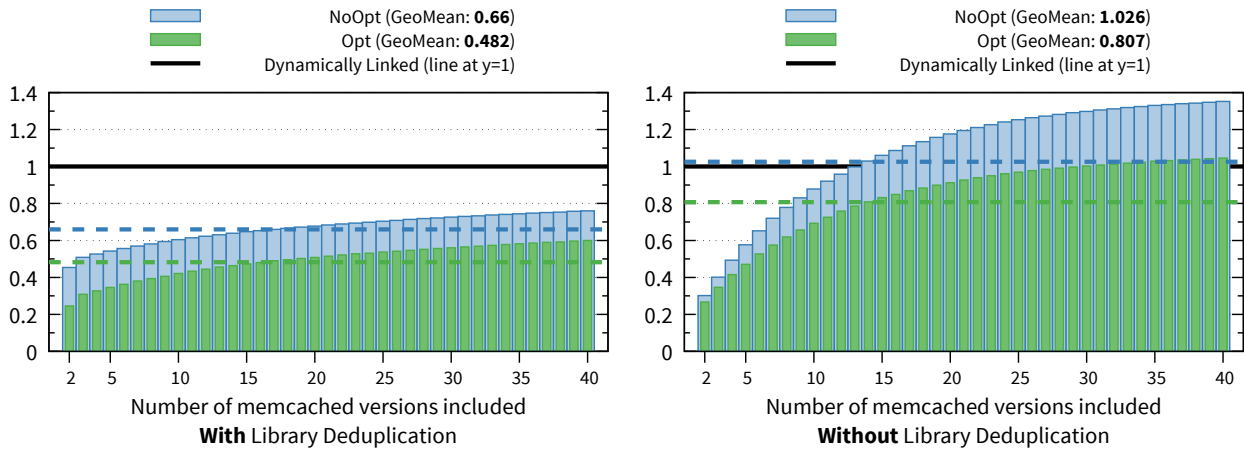 NoOpt (GeoMean: 0.66)
Opt (GeoMean: 0.482)
Dynamically Linked (line at y=1)
1.4
1.2
1
0.8
0.6
0.4
0.2
0
2 5 10 15 20 25 30 35 40
Number of memcached versions included
With Library Deduplication
NoOpt (GeoMean: 1.026)
Opt (GeoMean: 0.807)
Dynamically Linked (line at y=1)
1.4
1.2
1
0.8
0.6
0.4
0.2
0
2 5 10 15 20 25 30 35 40
Number of memcached versions included
Without Library Deduplication